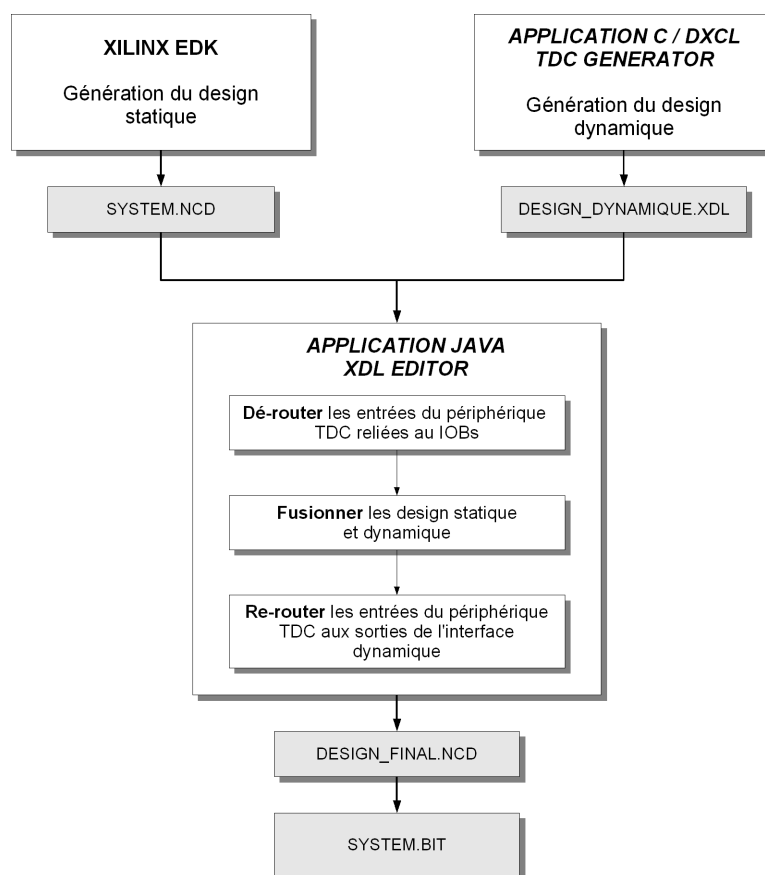 XILINX EDK
Génération du design
statique
APPLICATION C / DXCL
TDC GENERATOR
Génération du design
dynamique
SYSTEM.NCD
DESIGN_DYNAMIQUE.XDL
APPLICATION JAVA
XDL EDITOR
Dé-router les entrées du périphérique
TDC reliées au IOBs
Fusionner les design statique
et dynamique
Re-router les entrées du périphérique
TDC aux sorties de l'interface
dynamique
DESIGN_FINAL.NCD
SYSTEM.BIT